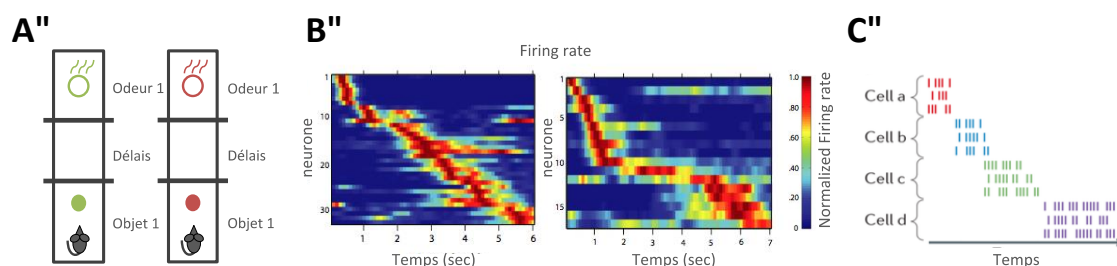 A"
Odeur 1
Délais
Objet 1
Odeur 1
Délais
Objet 1
B"
Firing rate
neurone
1
10
20
30
1 2 3 4 5 6
Temps (sec)
neurone
1
5
10
15
1 2 3 4 5 6 7
Temps (sec)
1.0
.80
.60
.40
.20
0
Normalized Firing rate
C"
Cell a
Cell b
Cell c
Cell d
Temps